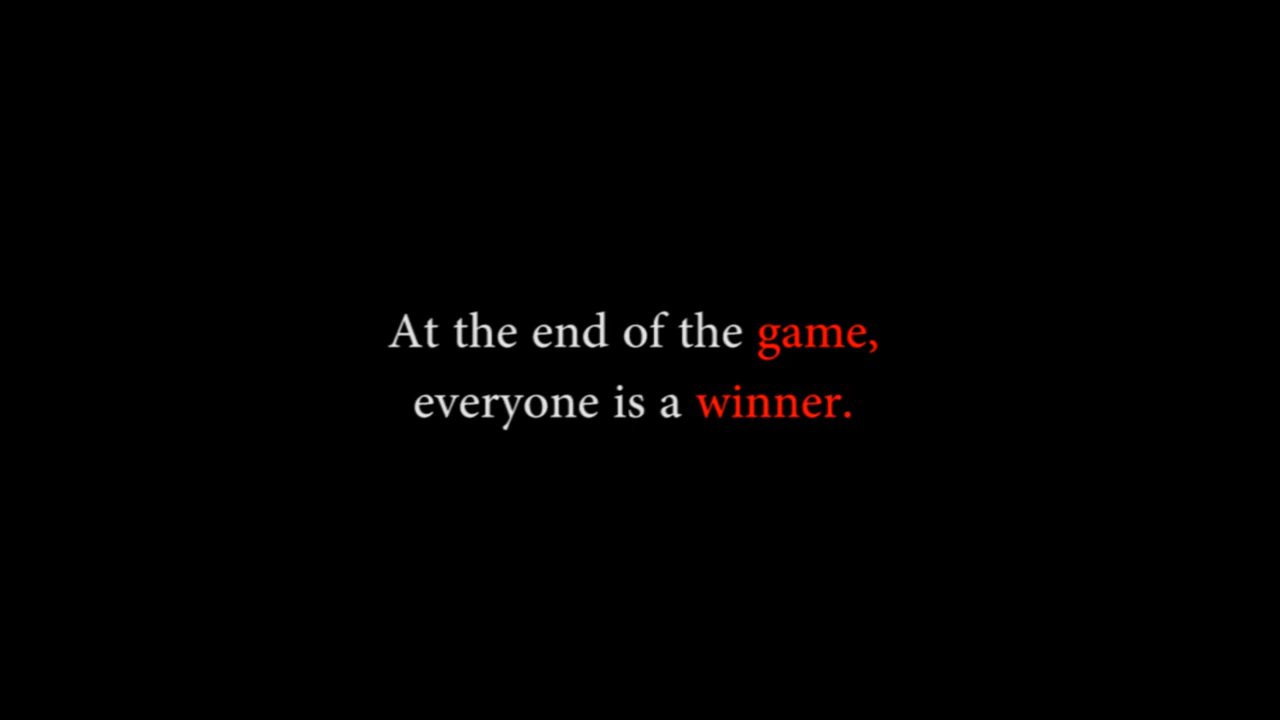 At the end of the game,
everyone is a winner.